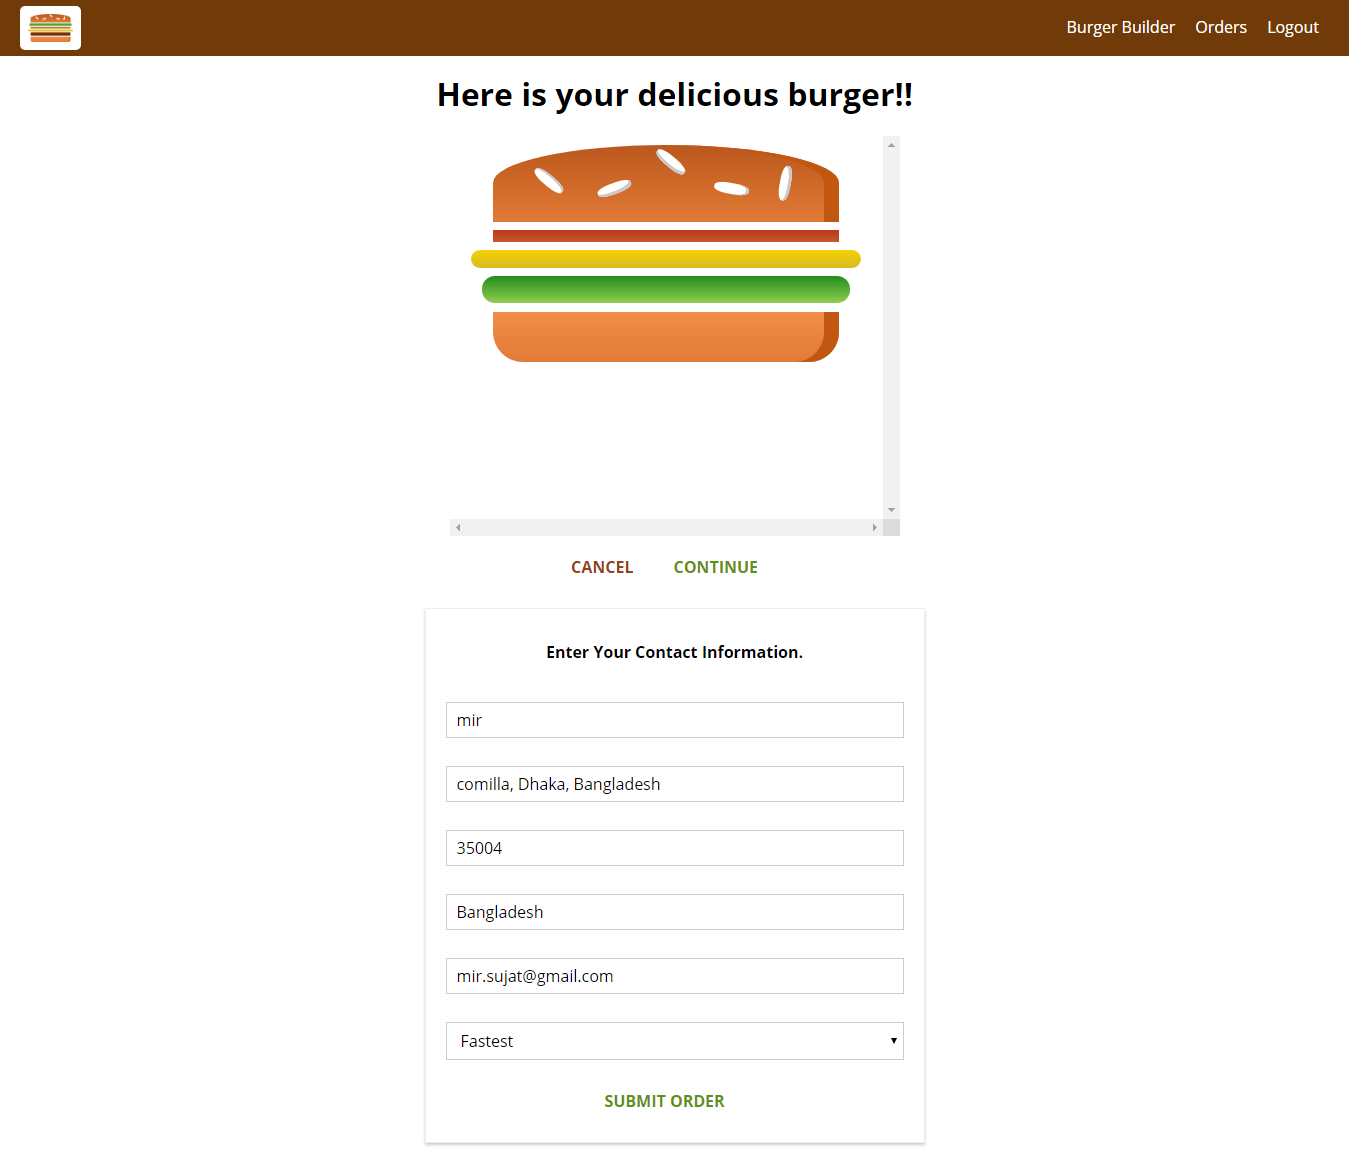 Burger Builder Orders Logout
Here is your delicious burger!!
CANCEL CONTINUE
Enter Your Contact Information.
mir
comilla, Dhaka, Bangladesh
35004
Bangladesh
mir.sujat@gmail.com
Fastest
SUBMIT ORDER